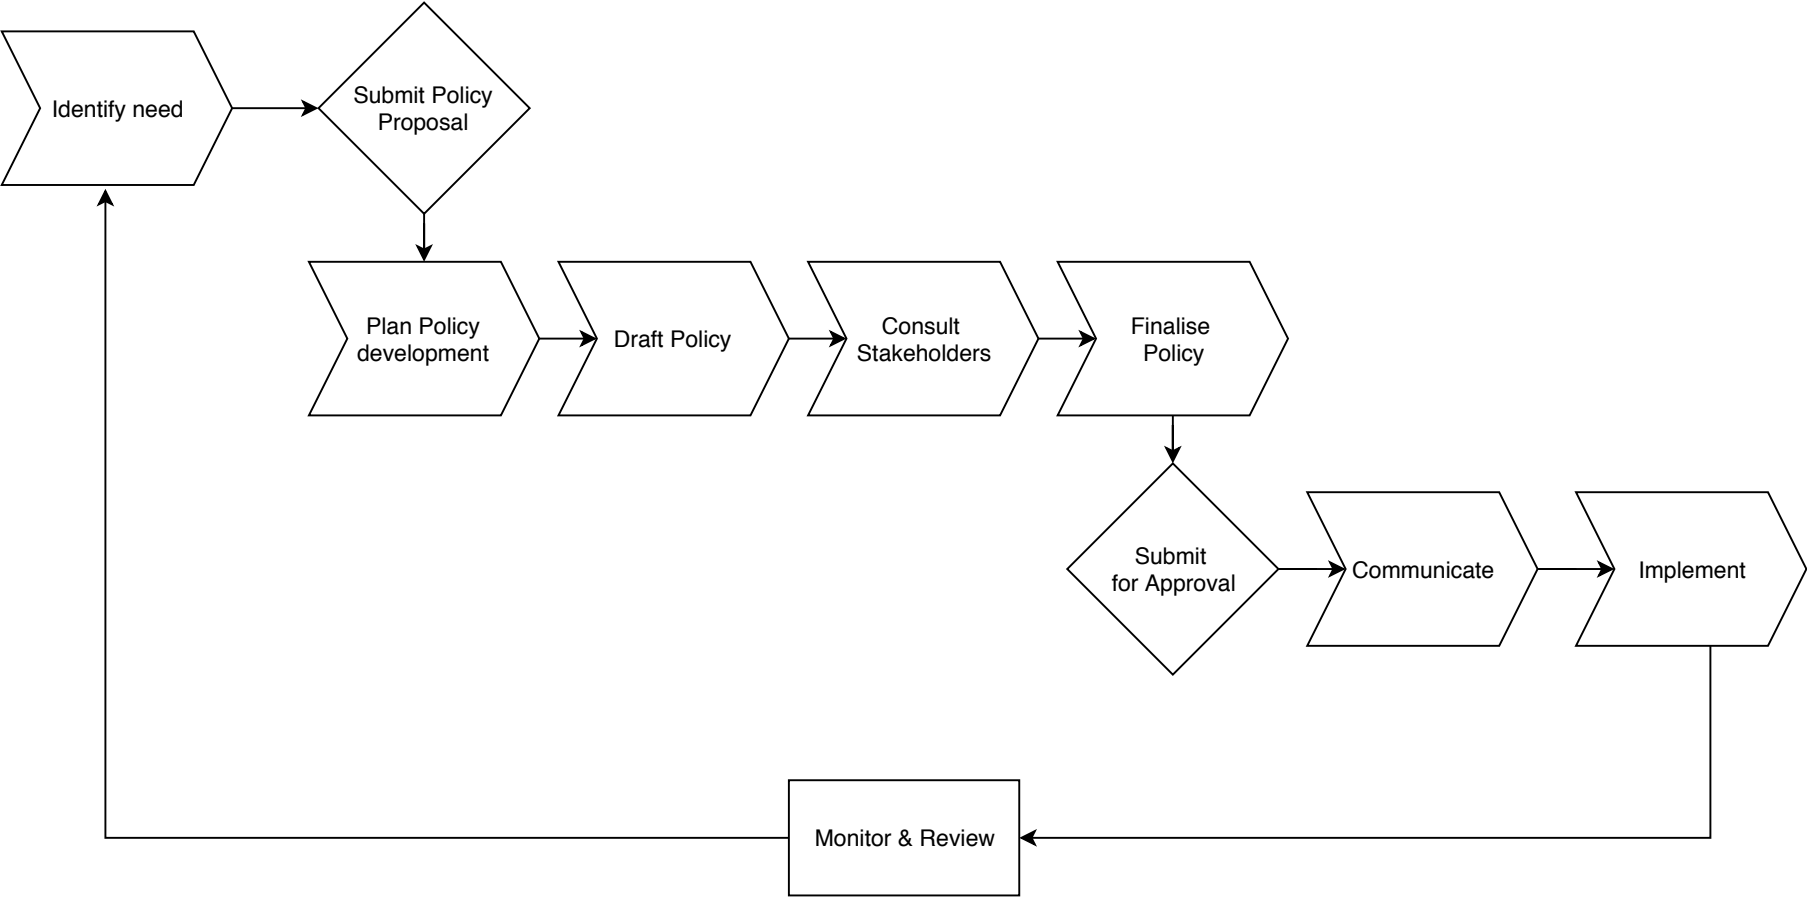 Identify need
Submit Policy
Proposal
Plan Policy
development
Draft Policy
Consult
Stakeholders
Finalise
Policy
Submit
for Approval
Communicate
Implement
Monitor & Review